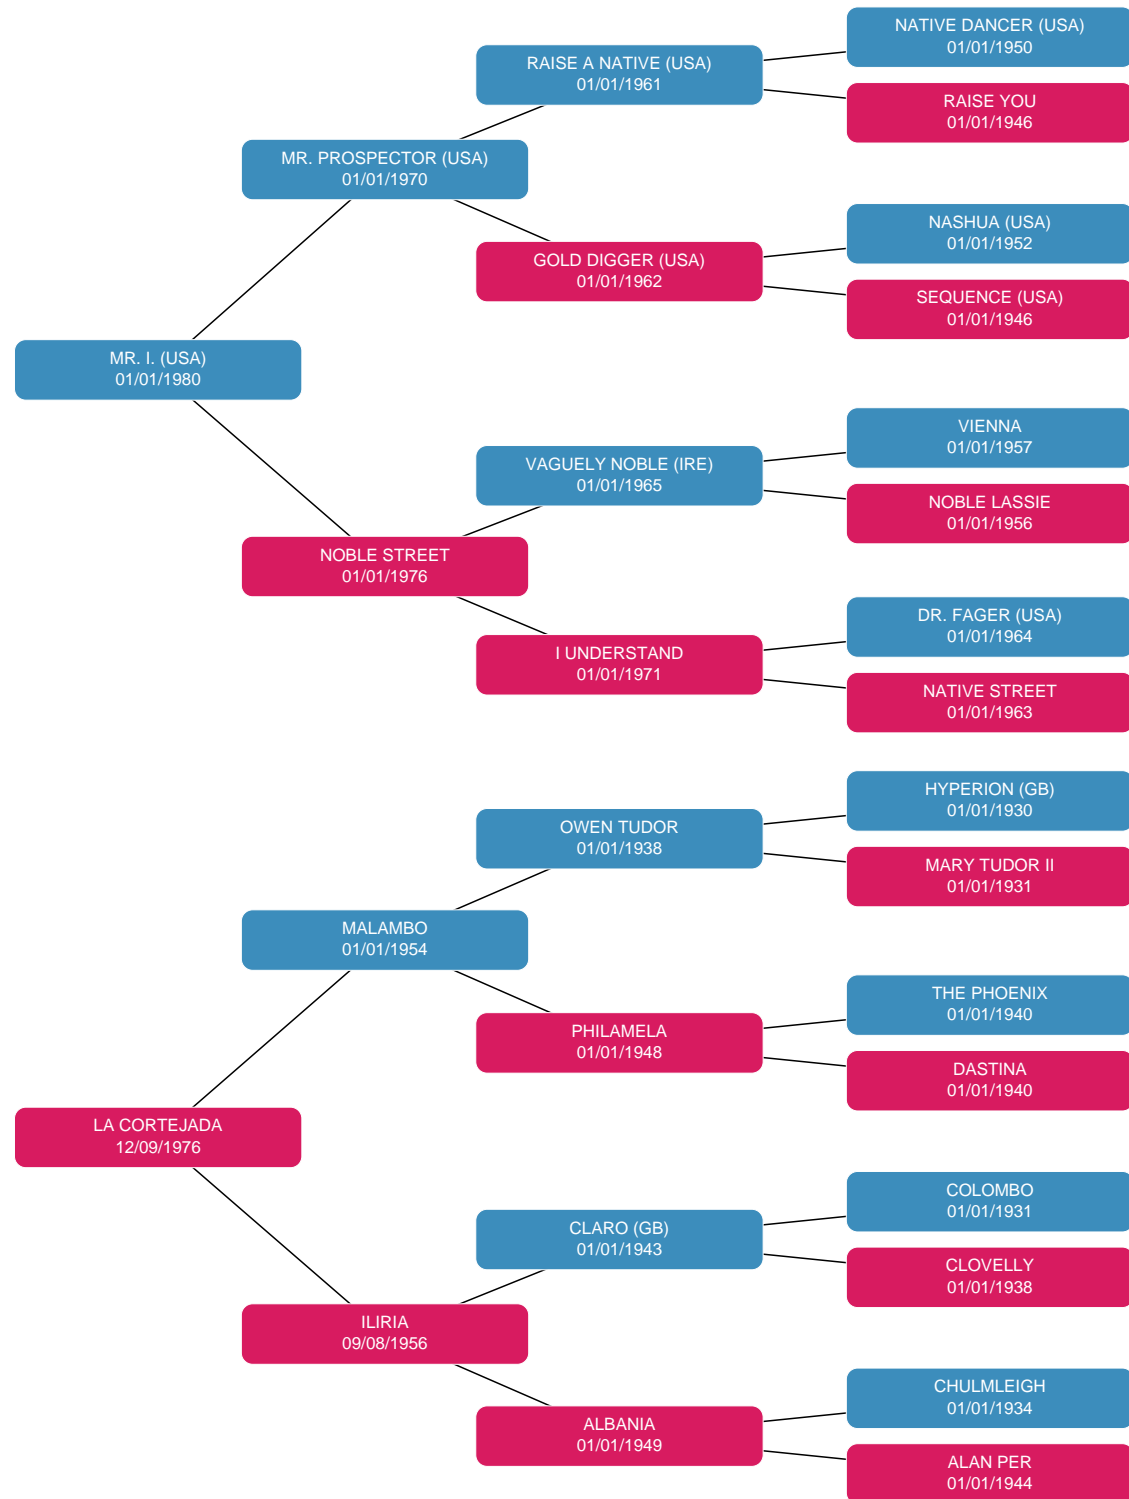 NATIVE DANCER (USA)
01/01/1950
RAISE A NATIVE (USA)
01/01/1961
RAISE YOU
01/01/1946
MR. PROSPECTOR (USA)
01/01/1970
NASHUA (USA)
01/01/1952
GOLD DIGGER (USA)
01/01/1962
SEQUENCE (USA)
01/01/1946
MR. I. (USA)
01/01/1980
VIENNA
01/01/1957
VAGUELY NOBLE (IRE)
01/01/1965
NOBLE LASSIE
01/01/1956
NOBLE STREET
01/01/1976
DR. FAGER (USA)
01/01/1964
I UNDERSTAND
01/01/1971
NATIVE STREET
01/01/1963
HYPERION (GB)
01/01/1930
OWEN TUDOR
01/01/1938
MARY TUDOR II
01/01/1931
MALAMBO
01/01/1954
THE PHOENIX
01/01/1940
PHILAMELA
01/01/1948
DASTINA
01/01/1940
LA CORTEJADA
12/09/1976
COLOMBO
01/01/1931
CLARO (GB)
01/01/1943
CLOVELLY
01/01/1938
ILIRIA
09/08/1956
CHULMLEIGH
01/01/1934
ALBANIA
01/01/1949
ALAN PER
01/01/1944